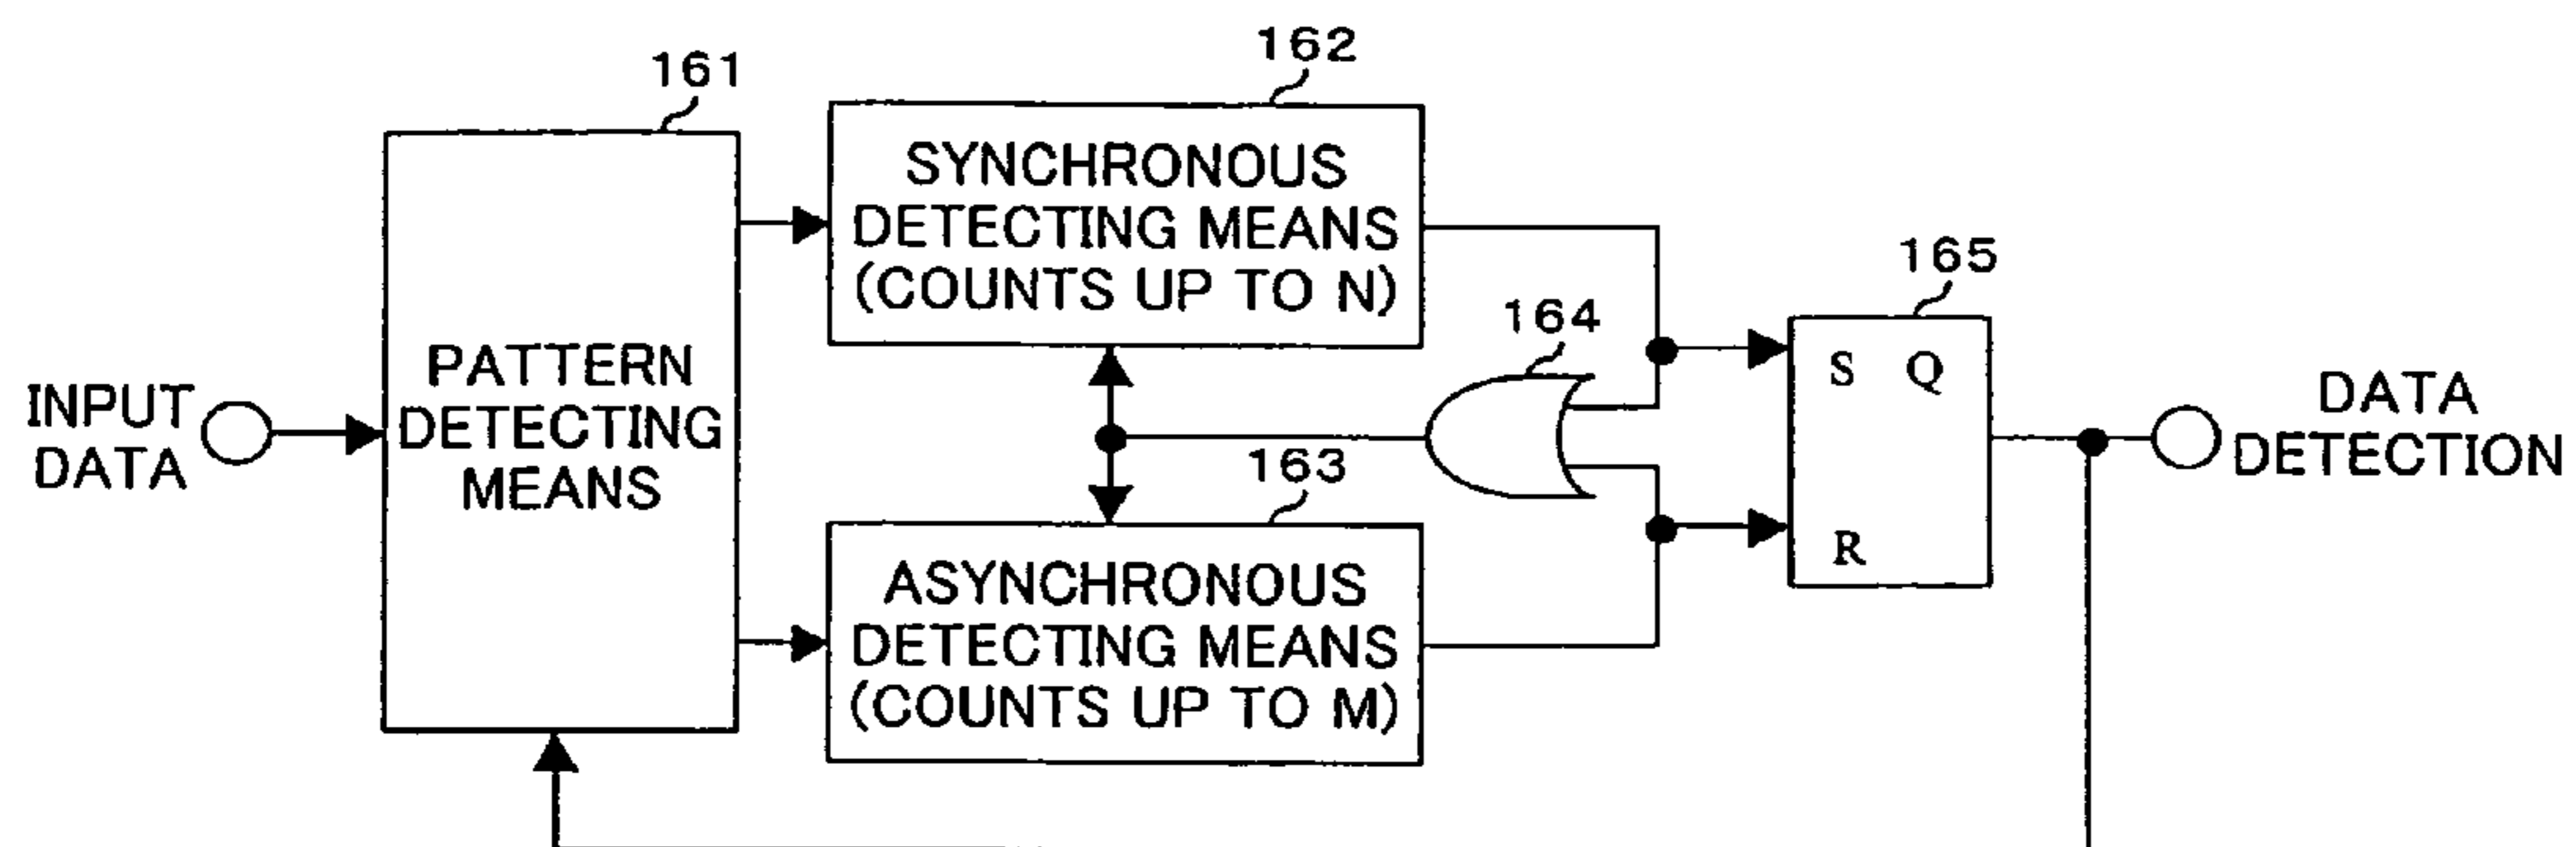 161
162
SYNCHRONOUS
DETECTING MEANS
(COUNTS UP TO N)
165
164
S Q
R
PATTERN
DETECTING
MEANS
INPUT
DATA
DATA
DETECTION
163
ASYNCHRONOUS
DETECTING MEANS
(COUNTS UP TO M)